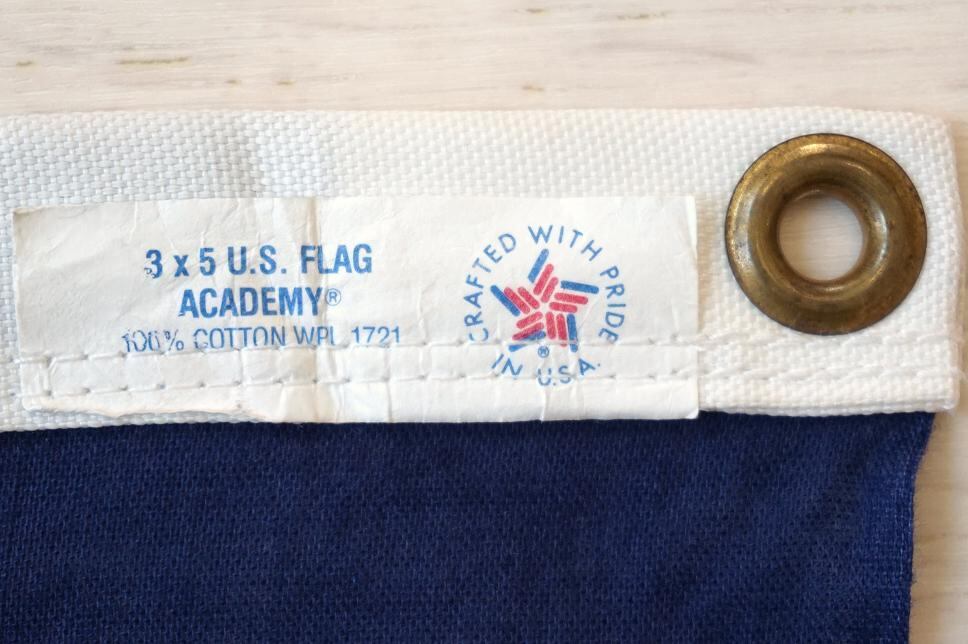 3 x 5 U.S. FLAG
ACADEMY®
100% COTTON WPL 1721
CRAFTED WITH PRIDE
IN U.S.A.
®